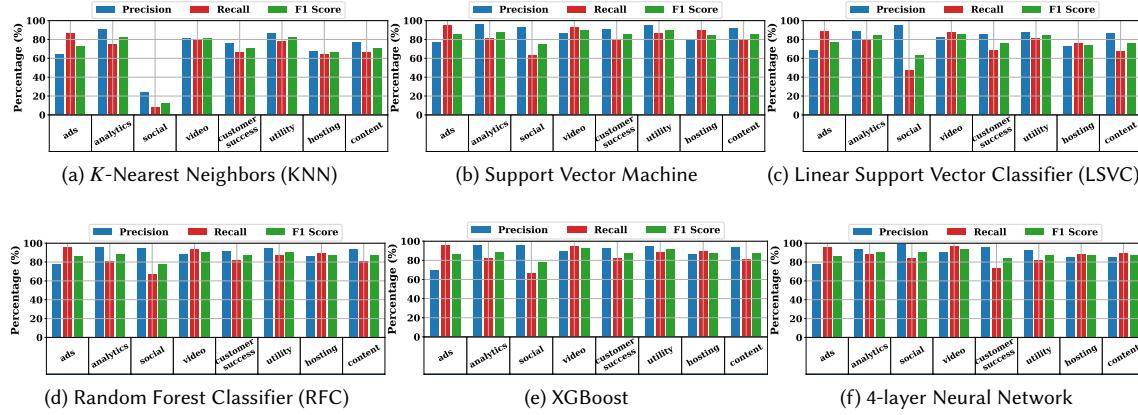 Precision Recall F1 Score
Percentage (%)
100
80
60
40
20
0
ads analytics social video customer success utility hosting content
(a) K-Nearest Neighbors (KNN)
Precision Recall F1 Score
Percentage (%)
100
80
60
40
20
0
ads analytics social video customer success utility hosting content
(b) Support Vector Machine
Precision Recall F1 Score
Percentage (%)
100
80
60
40
20
0
ads analytics social video customer success utility hosting content
(c) Linear Support Vector Classifier (LSVC)
Precision Recall F1 Score
Percentage (%)
100
80
60
40
20
0
ads analytics social video customer success utility hosting content
(d) Random Forest Classifier (RFC)
Precision Recall F1 Score
Percentage (%)
100
80
60
40
20
0
ads analytics social video customer success utility hosting content
(e) XGBoost
Precision Recall F1 Score
Percentage (%)
100
80
60
40
20
0
ads analytics social video customer success utility hosting content
(f) 4-layer Neural Network